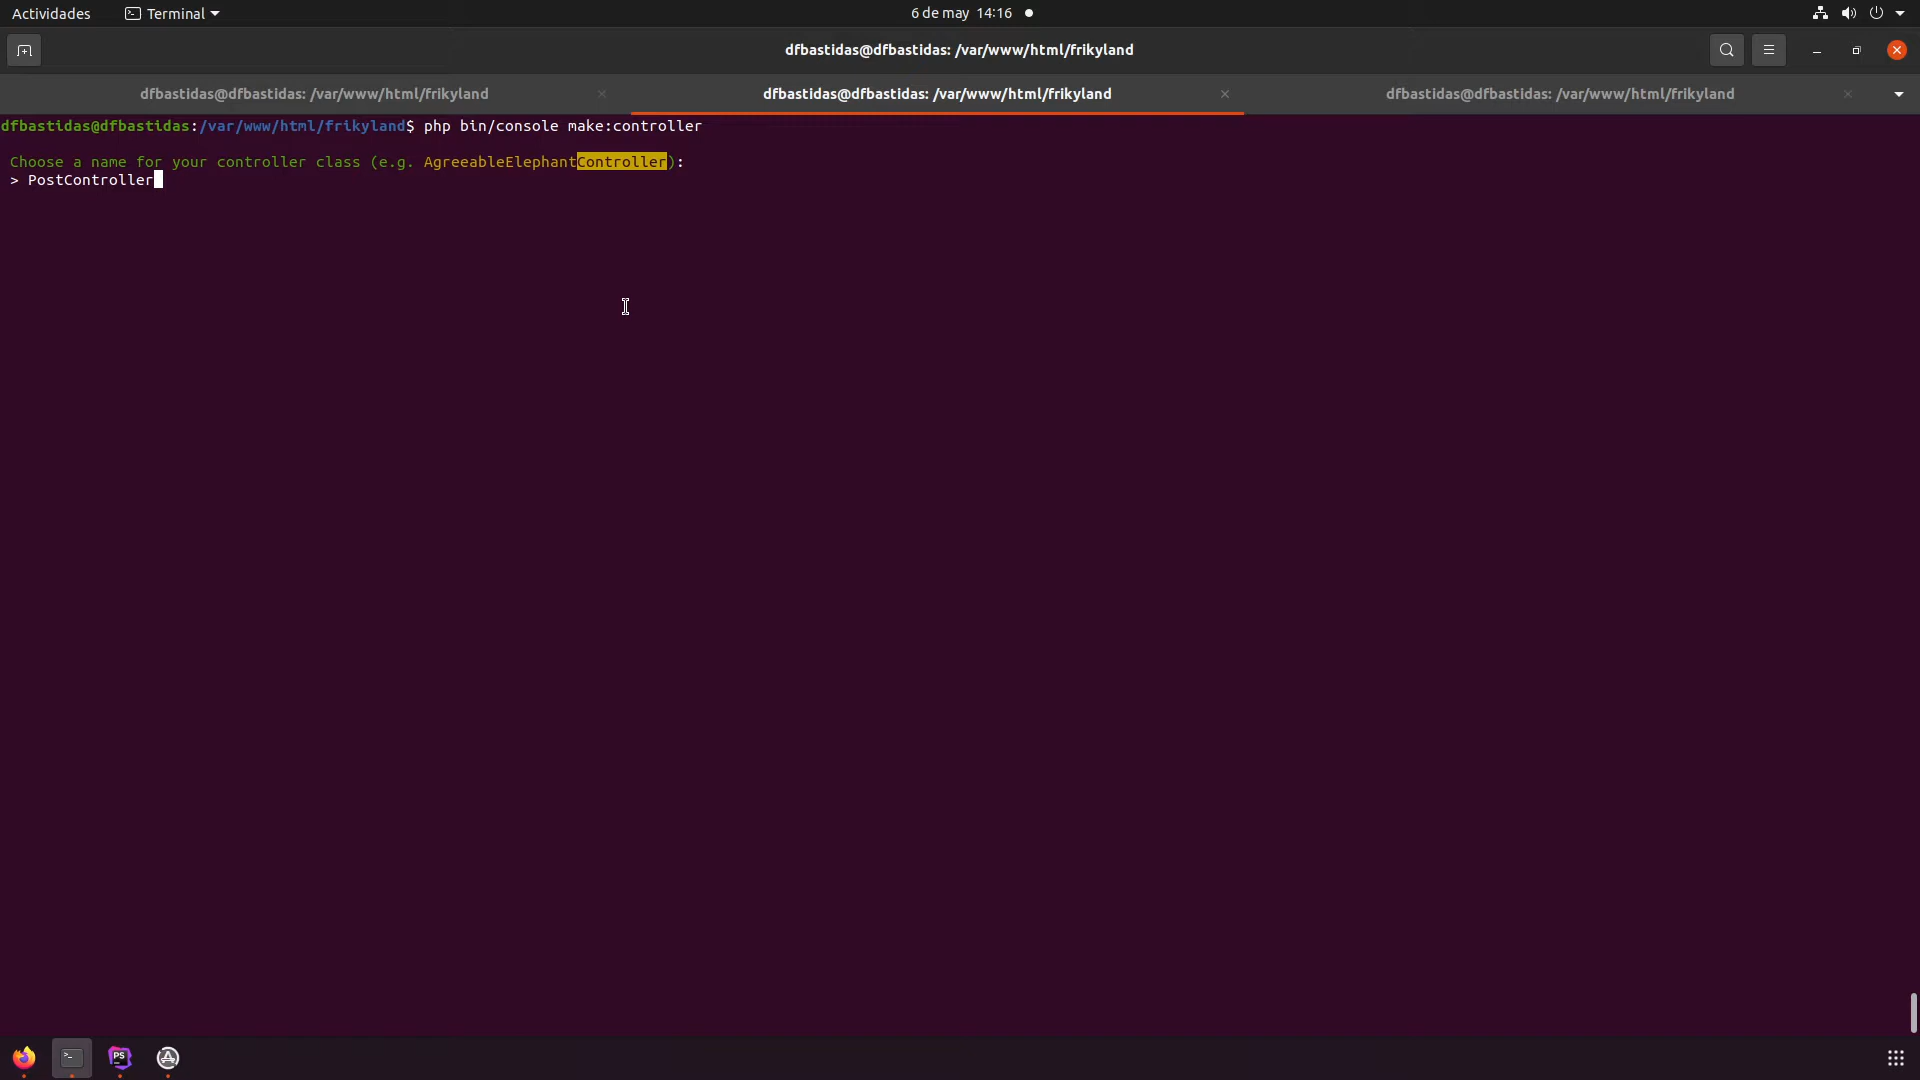 Actividades Terminal 6 de may 14:16
dfbastidas@dfbastidas: /var/www/html/frikyland
dfbastidas@dfbastidas: /var/www/html/frikyland dfbastidas@dfbastidas: /var/www/html/frikyland dfbastidas@dfbastidas: /var/www/html/frikyland
dfbastidas@dfbastidas:/var/www/html/frikyland$ php bin/console make:controller
Choose a name for your controller class (e.g. AgreeableElephantController):
> PostController
PS